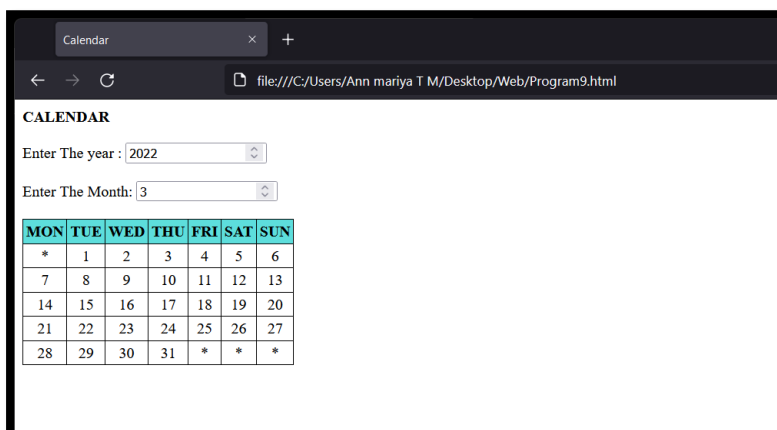 Calendar
file:///C:/Users/Ann mariya T M/Desktop/Web/Program9.html
CALENDAR
Enter The year : 2022
Enter The Month: 3
MON TUE WED THU FRI SAT SUN
* 1 2 3 4 5 6
7 8 9 10 11 12 13
14 15 16 17 18 19 20
21 22 23 24 25 26 27
28 29 30 31 * * *